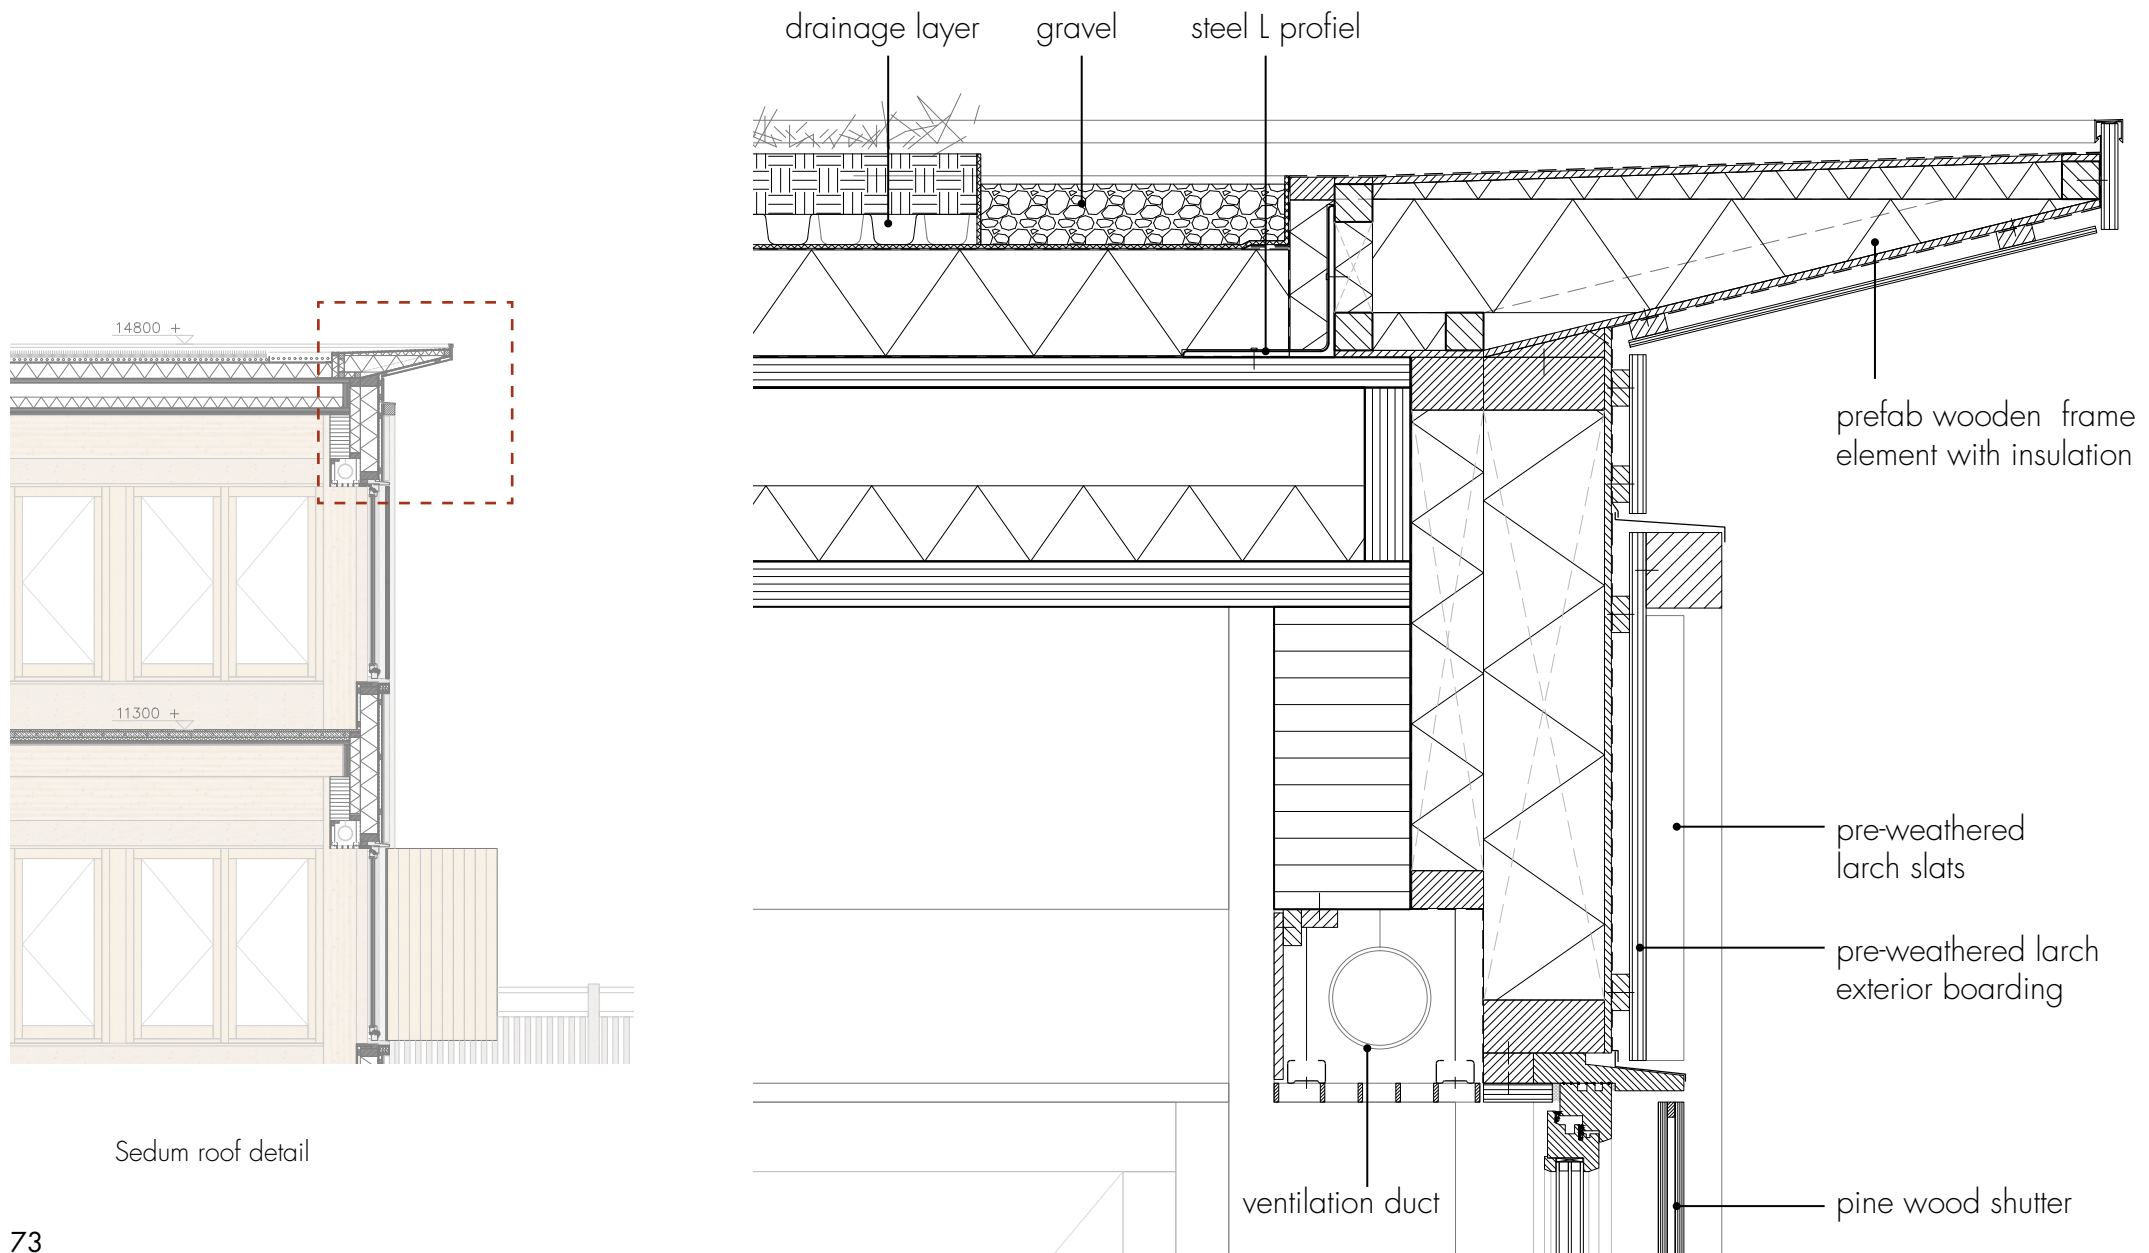 drainage layer
gravel
steel L profiel
14800 +
prefab wooden frame
element with insulation
11300 +
pre-weathered
larch slats
pre-weathered larch
exterior boarding
Sedum roof detail
ventilation duct
pine wood shutter
73